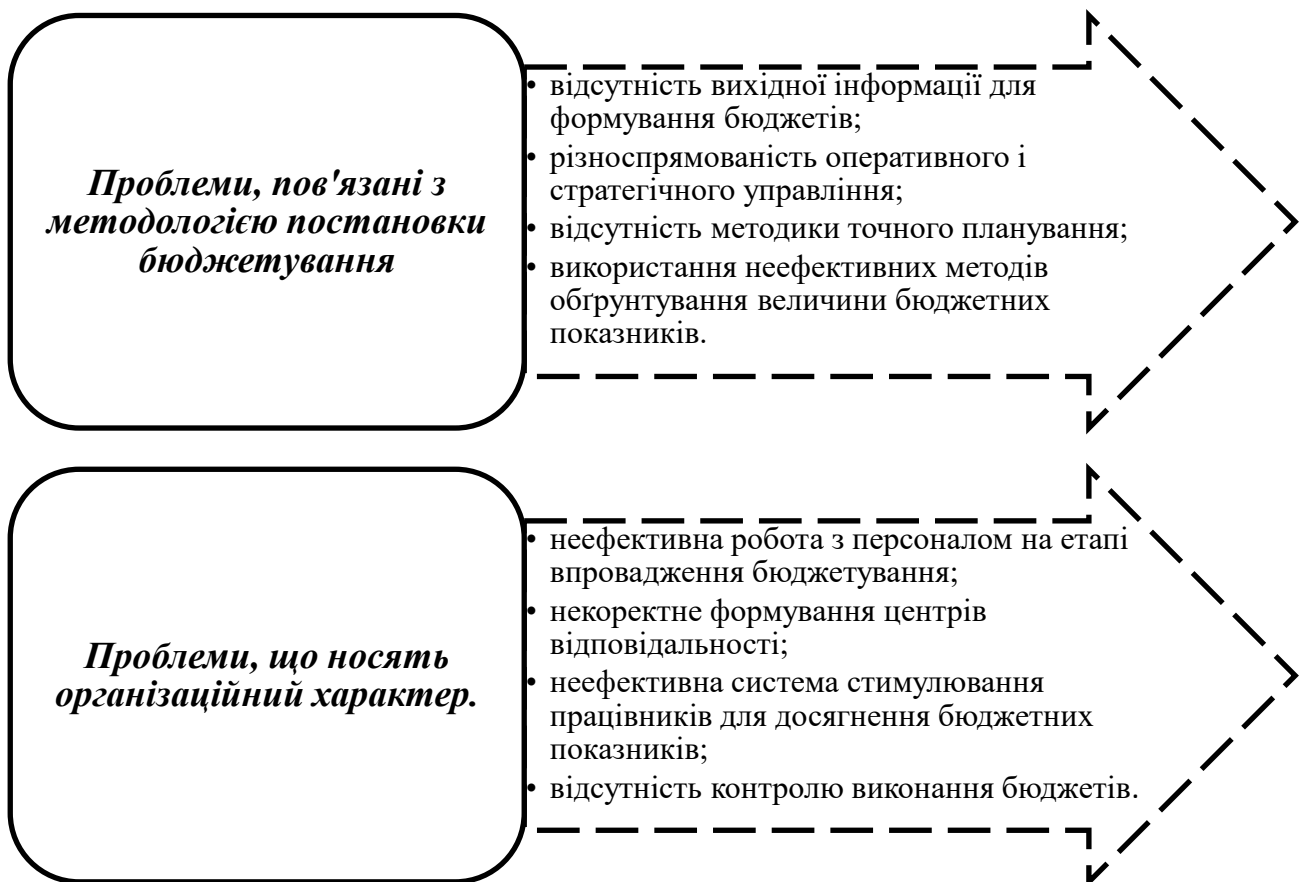 Проблеми, пов'язані з
методологією постановки
бюджетування
• відсутність вихідної інформації для
формування бюджетів;
• різноспрямованість оперативного і
стратегічного управління;
• відсутність методики точного планування;
• використання неефективних методів
обґрунтування величини бюджетних
показників.
Проблеми, що носять
організаційний характер.
• неефективна робота з персоналом на етапі
впровадження бюджетування;
• некоректне формування центрів
відповідальності;
• неефективна система стимулювання
працівників для досягнення бюджетних
показників;
• відсутність контролю виконання бюджетів.